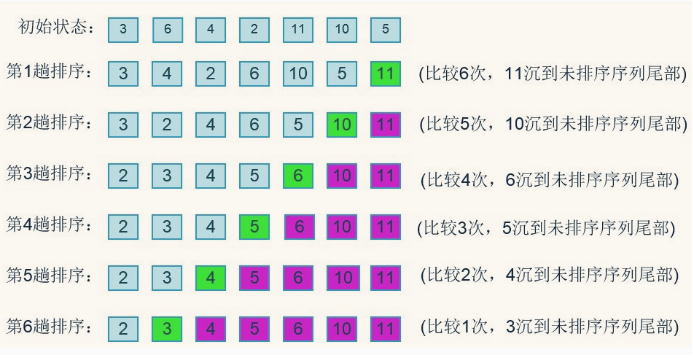 初始状态： 3 6 4 2 11 10 5
第1趟排序： 3 4 2 6 10 5 11 (比较6次，11沉到未排序序列尾部)
第2趟排序： 3 2 4 6 5 10 11 (比较5次，10沉到未排序序列尾部)
第3趟排序： 2 3 4 5 6 10 11 (比较4次，6沉到未排序序列尾部)
第4趟排序： 2 3 4 5 6 10 11 (比较3次，5沉到未排序序列尾部)
第5趟排序： 2 3 4 5 6 10 11 (比较2次，4沉到未排序序列尾部)
第6趟排序： 2 3 4 5 6 10 11 (比较1次，3沉到未排序序列尾部)